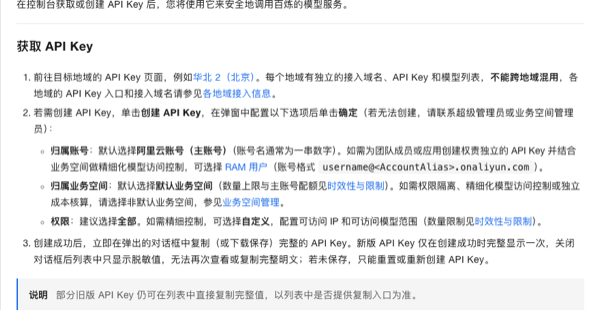 在控制台获取或创建 API Key 后，您将使用它来安全地调用百炼的模型服务。
获取 API Key
1. 前往目标地域的 API Key 页面，例如华北 2（北京）。每个地域有独立的接入域名、API Key 和模型列表，不能跨地域混用，各
地域的 API Key 入口和接入域名请参见各地域接入信息。
2. 若需创建 API Key，单击创建 API Key，在弹窗中配置以下选项后单击确定（若无法创建，请联系超级管理员或业务空间管理
员）：
○ 归属账号：默认选择阿里云账号（主账号）（账号名通常为一串数字）。如需为团队成员或应用创建权责独立的 API Key 并结合
业务空间做精细化模型访问控制，可选择 RAM 用户（账号格式 username@<AccountAlias>.onaliyun.com）。
○ 归属业务空间：默认选择默认业务空间（数量上限与主账号配额见时效性与限制）。如需权限隔离、精细化模型访问控制或独立
成本核算，请选择非默认业务空间，参见业务空间管理。
○ 权限：建议选择全部。如需精细控制，可选择自定义，配置可访问 IP 和可访问模型范围（数量限制见时效性与限制）。
3. 创建成功后，立即在弹出的对话框中复制（或下载保存）完整的 API Key。新版 API Key 仅在创建成功时完整显示一次，关闭
对话框后列表中只显示脱敏值，无法再次查看或复制完整明文；若未保存，只能重置或重新创建 API Key。
说明 部分旧版 API Key 仍可在列表中直接复制完整值，以列表中是否提供复制入口为准。